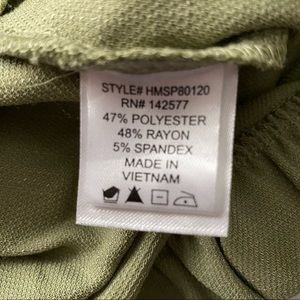 STYLE# HMSP80120
RN# 142577
47% POLYESTER
48% RAYON
5% SPANDEX
MADE IN
VIETNAM